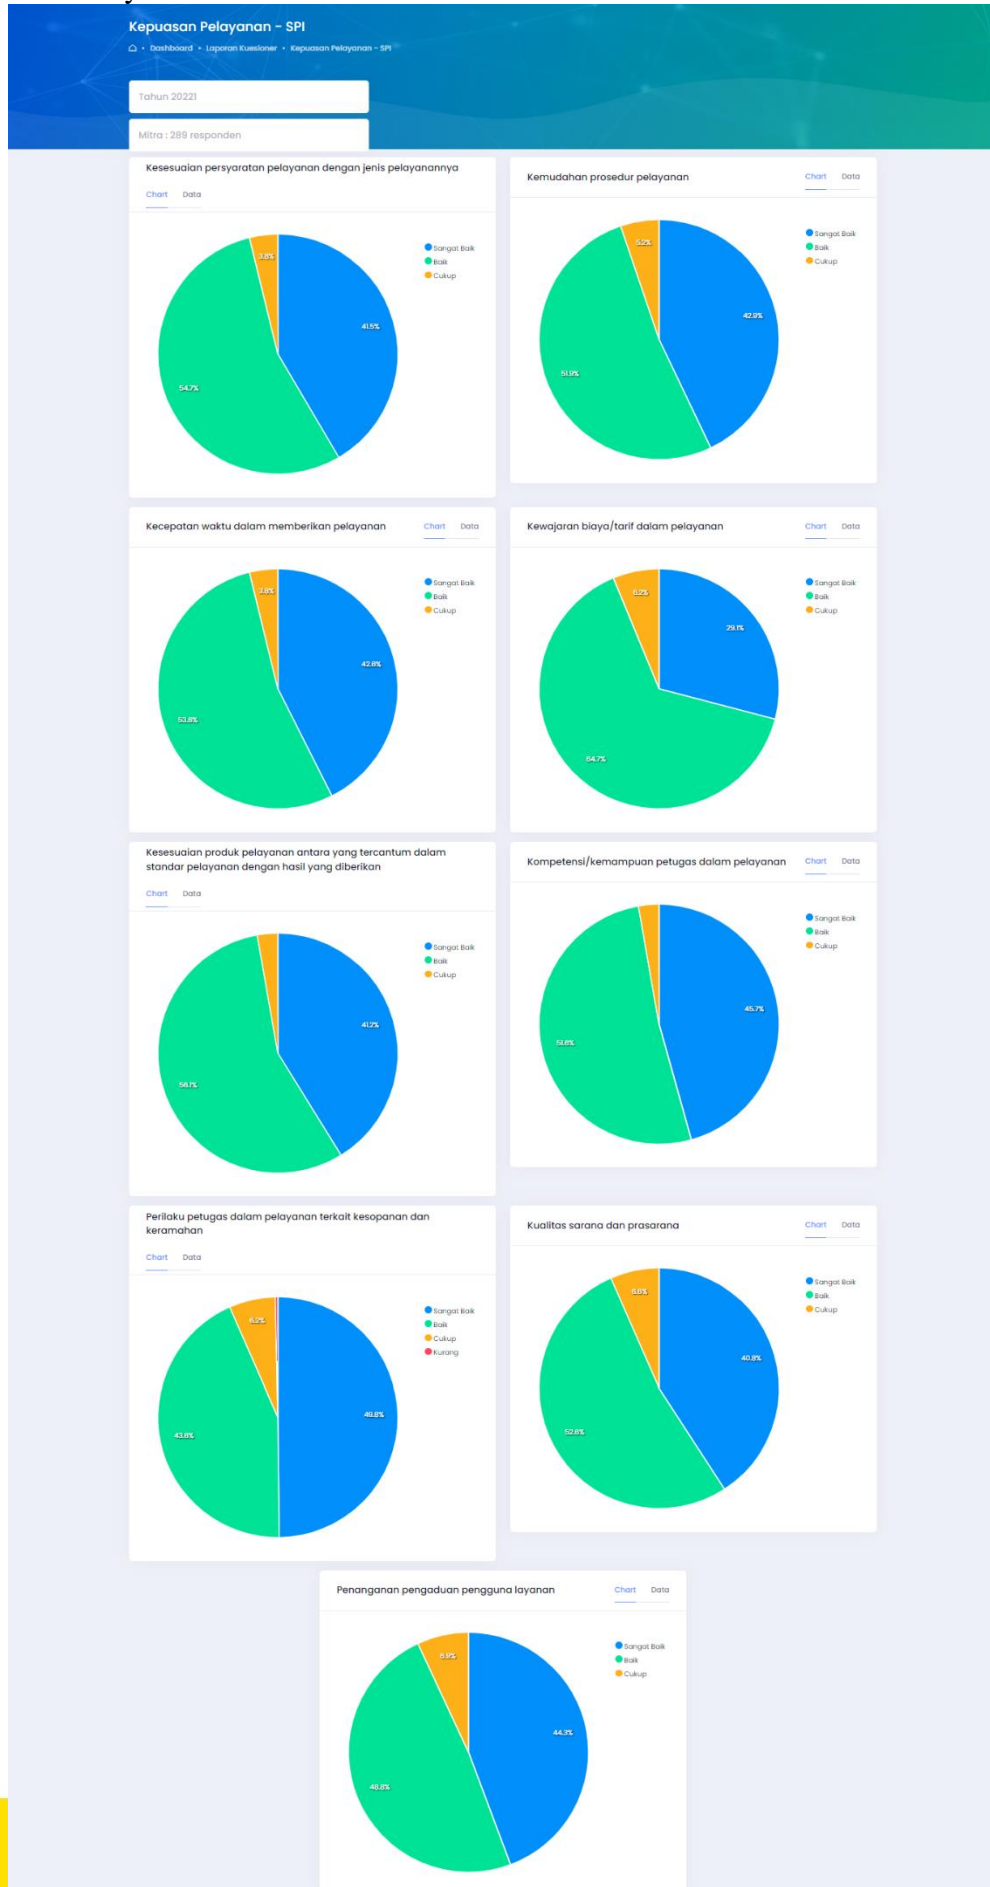 Kepuasan Pelayanan - SPI
Dashboard • Laporan Kuesioner • Kepuasan Pelayanan - SPI
Tahun 20221
Mitra : 289 responden
Kesesuaian persyaratan pelayanan dengan jenis pelayanannya
Chart Data
Sangat Baik
Baik
Cukup
3.8%
41.5%
54.7%
Kemudahan prosedur pelayanan
Chart Data
Sangat Baik
Baik
Cukup
5.2%
42.9%
51.9%
Kecepatan waktu dalam memberikan pelayanan
Chart Data
Sangat Baik
Baik
Cukup
3.8%
42.6%
53.6%
Kewajaran biaya/tarif dalam pelayanan
Chart Data
Sangat Baik
Baik
Cukup
6.2%
29.1%
64.7%
Kesesuaian produk pelayanan antara yang tercantum dalam
standar pelayanan dengan hasil yang diberikan
Chart Data
Sangat Baik
Baik
Cukup
41.2%
56.1%
Kompetensi/kemampuan petugas dalam pelayanan
Chart Data
Sangat Baik
Baik
Cukup
45.7%
51.6%
Perilaku petugas dalam pelayanan terkait kesopanan dan
keramahan
Chart Data
Sangat Baik
Baik
Cukup
Kurang
6.2%
49.8%
43.6%
Kualitas sarana dan prasarana
Chart Data
Sangat Baik
Baik
Cukup
6.6%
40.8%
52.6%
Penanganan pengaduan pengguna layanan
Chart Data
Sangat Baik
Baik
Cukup
6.9%
44.3%
48.8%